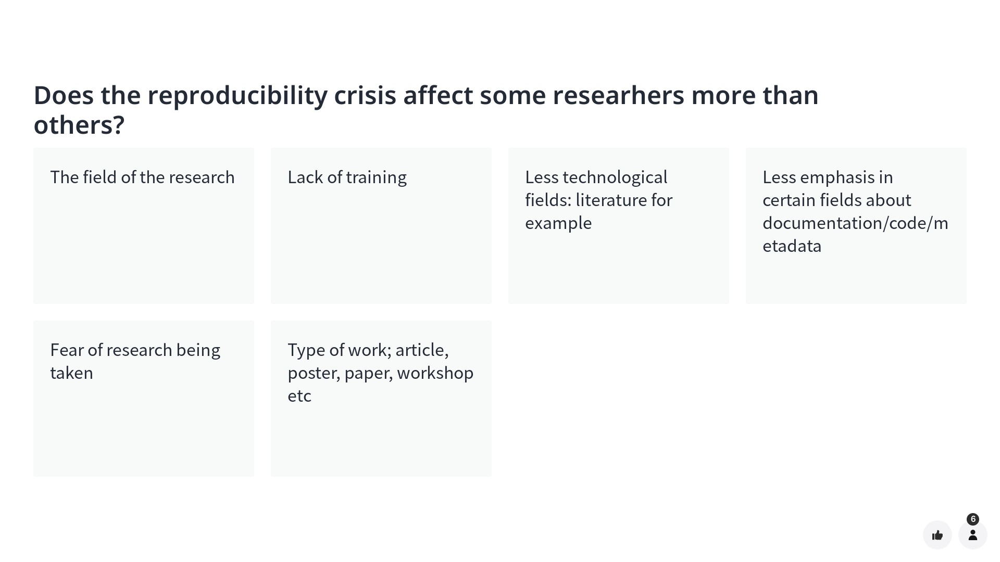 Does the reproducibility crisis affect some researhers more than
others?
The field of the research
Lack of training
Less technological
fields: literature for
example
Less emphasis in
certain fields about
documentation/code/m
etadata
Fear of research being
taken
Type of work; article,
poster, paper, workshop
etc
6